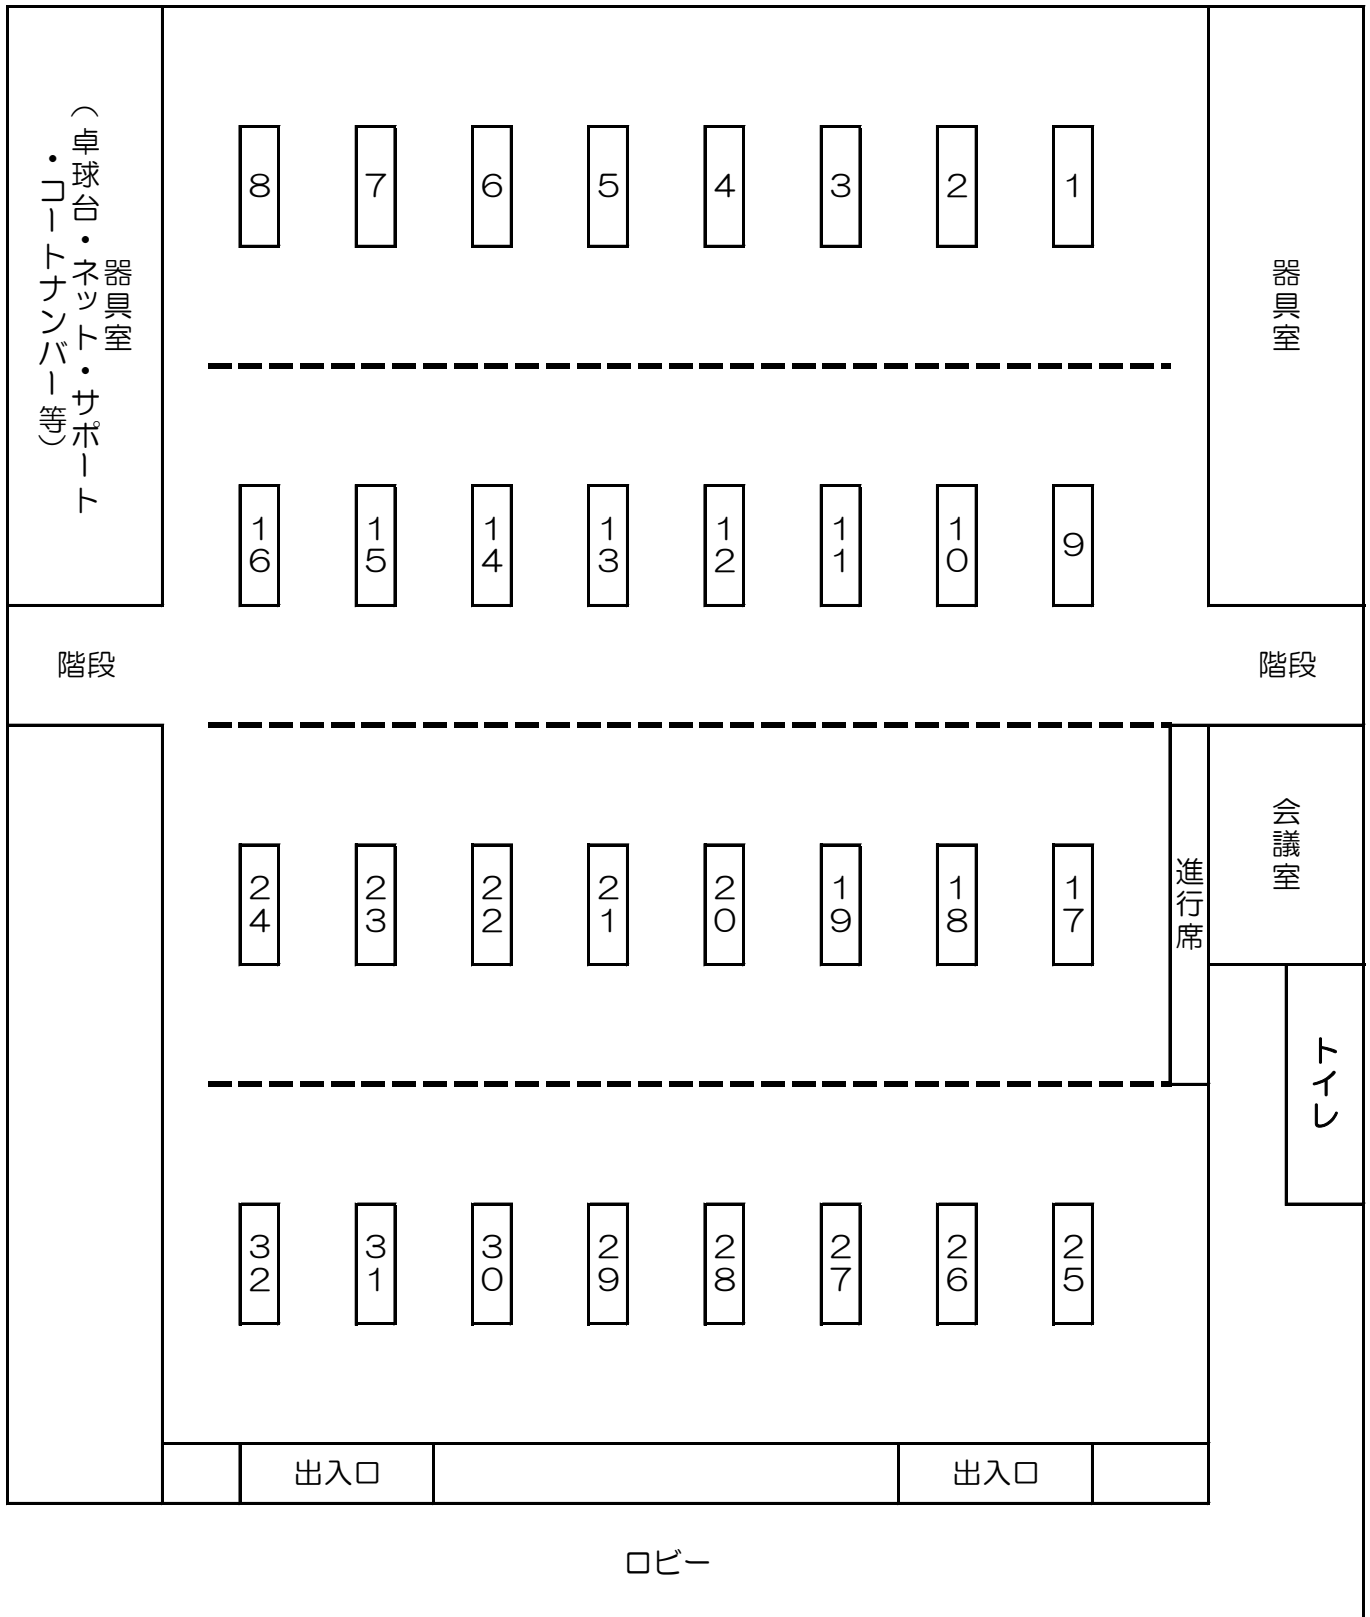 器具室
（卓球台・ネット・サポート
・コートナンバー等）
8 7 6 5 4 3 2 1
器具室
16 15 14 13 12 11 10 9
階段
階段
24 23 22 21 20 19 18 17
進行席
会議室
トイレ
32 31 30 29 28 27 26 25
出入口
出入口
ロビー